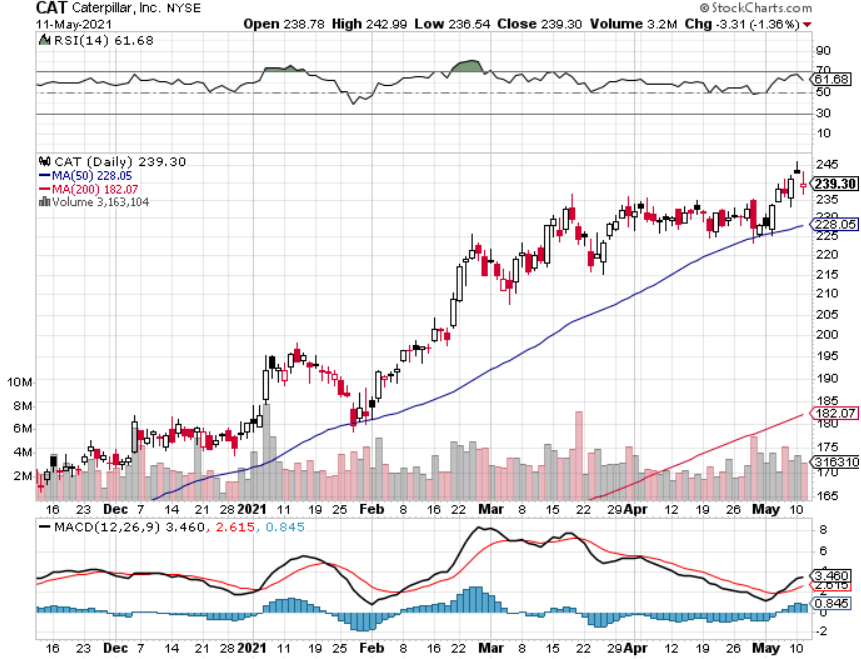 CAT Caterpillar, Inc. NYSE © StockCharts.com
11-May-2021 Open 238.78 High 242.99 Low 236.54 Close 239.30 Volume 3.2M Chg -3.31 (-1.36%)
RSI(14) 61.68
90
70
61.68
50
30
10
CAT (Daily) 239.30
MA(50) 228.05
MA(200) 182.07
Volume 3,163,104
245
239.30
235
230
228.05
225
220
215
210
205
200
195
190
185
182.07
180
175
316310
170
165
10M
8M
6M
4M
2M
16 23 Dec 7 14 21 28 2021 11 19 25 Feb 8 16 22 Mar 8 15 22 29 Apr 12 19 26 May 10
MACD(12,26,9) 3.460, 2.615, 0.845
8
6
3.460
2.615
0.845
-2
16 23 Dec 7 14 21 28 2021 11 19 25 Feb 8 16 22 Mar 8 15 22 29 Apr 12 19 26 May 10